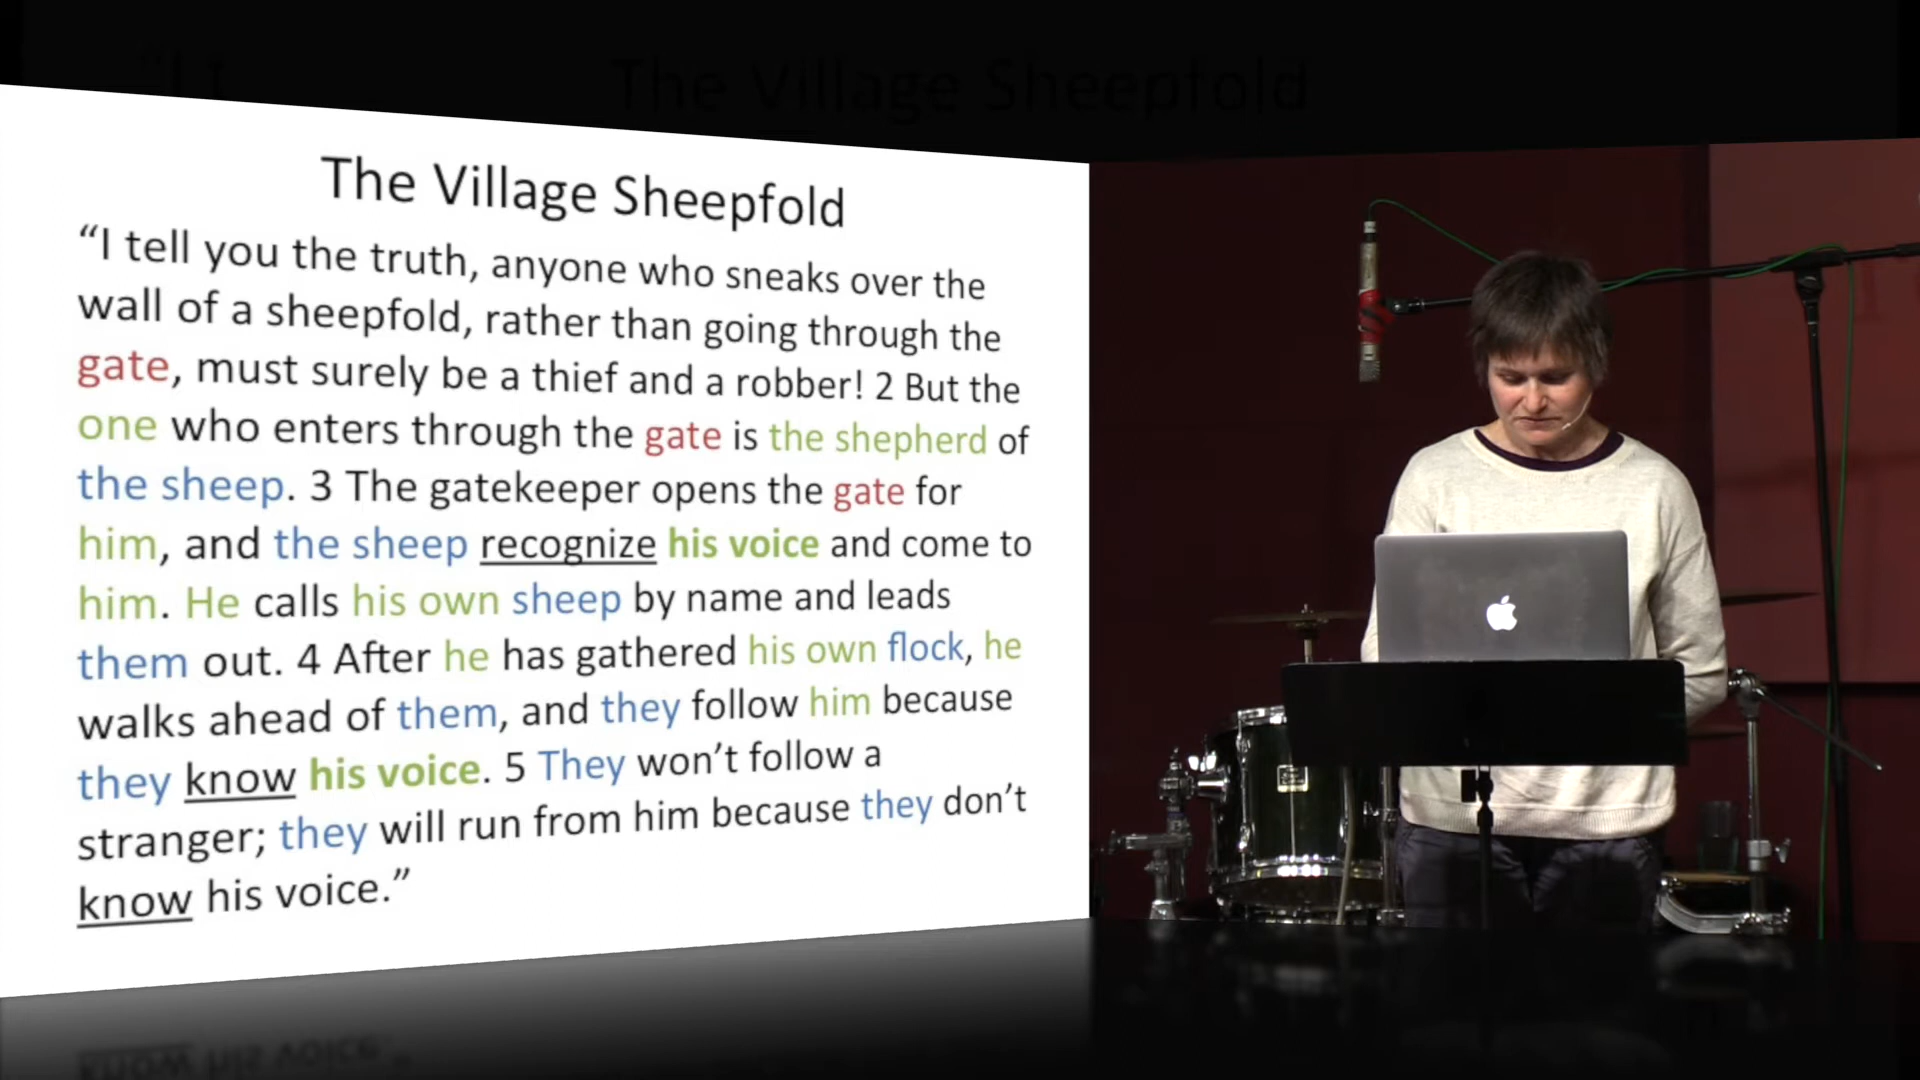 The Village Sheepfold
“I tell you the truth, anyone who sneaks over the
wall of a sheepfold, rather than going through the
gate, must surely be a thief and a robber! 2 But the
one who enters through the gate is the shepherd of
the sheep. 3 The gatekeeper opens the gate for
him, and the sheep recognize his voice and come to
him. He calls his own sheep by name and leads
them out. 4 After he has gathered his own flock, he
walks ahead of them, and they follow him because
they know his voice. 5 They won’t follow a
stranger; they will run from him because they don’t
know his voice.”